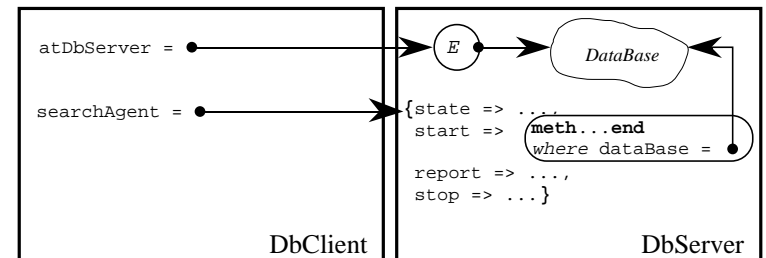 atDbServer =
E
DataBase
searchAgent =
{state => ...,
start => meth...end
where dataBase =
report => ...,
stop => ...}
DbClient
DbServer